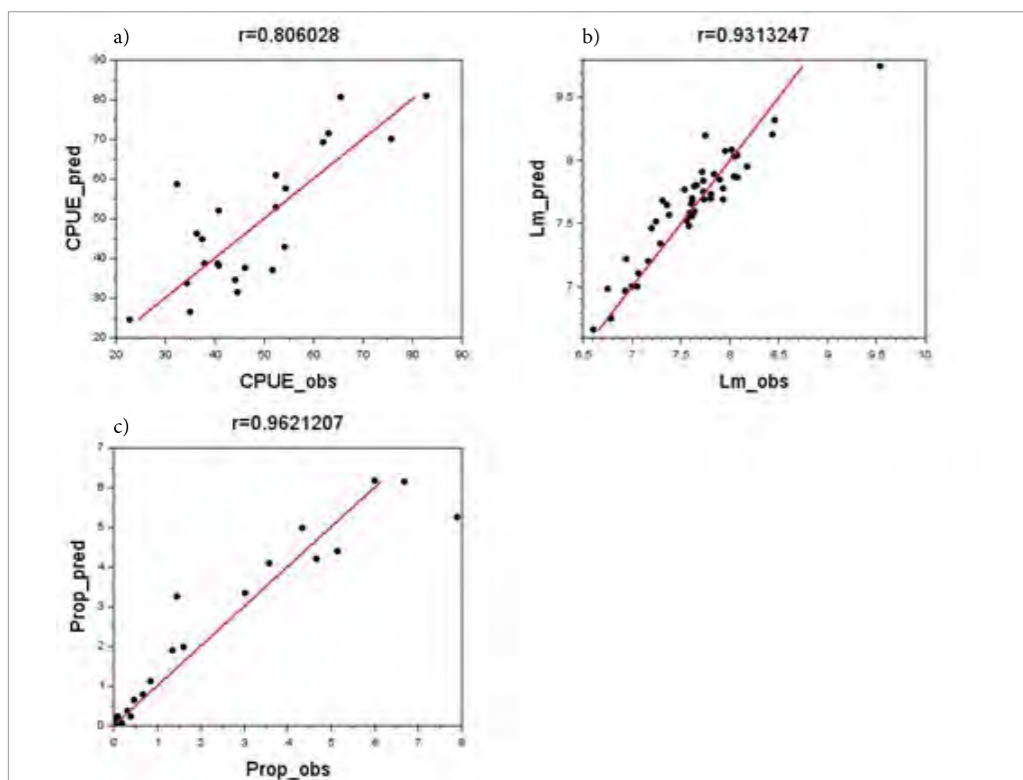 a)
r=0.806028
90
80
70
60
50
40
30
20
CPUE_pred
20 30 40 50 60 70 80 90
CPUE_obs
b)
r=0.9313247
9.5
9
8.5
8
7.5
7
Lm_pred
6.5 7 7.5 8 8.5 9 9.5 10
Lm_obs
c)
r=0.9621207
7
6
5
4
3
2
1
0
Prop_pred
0 1 2 3 4 5 6 7 8
Prop_obs